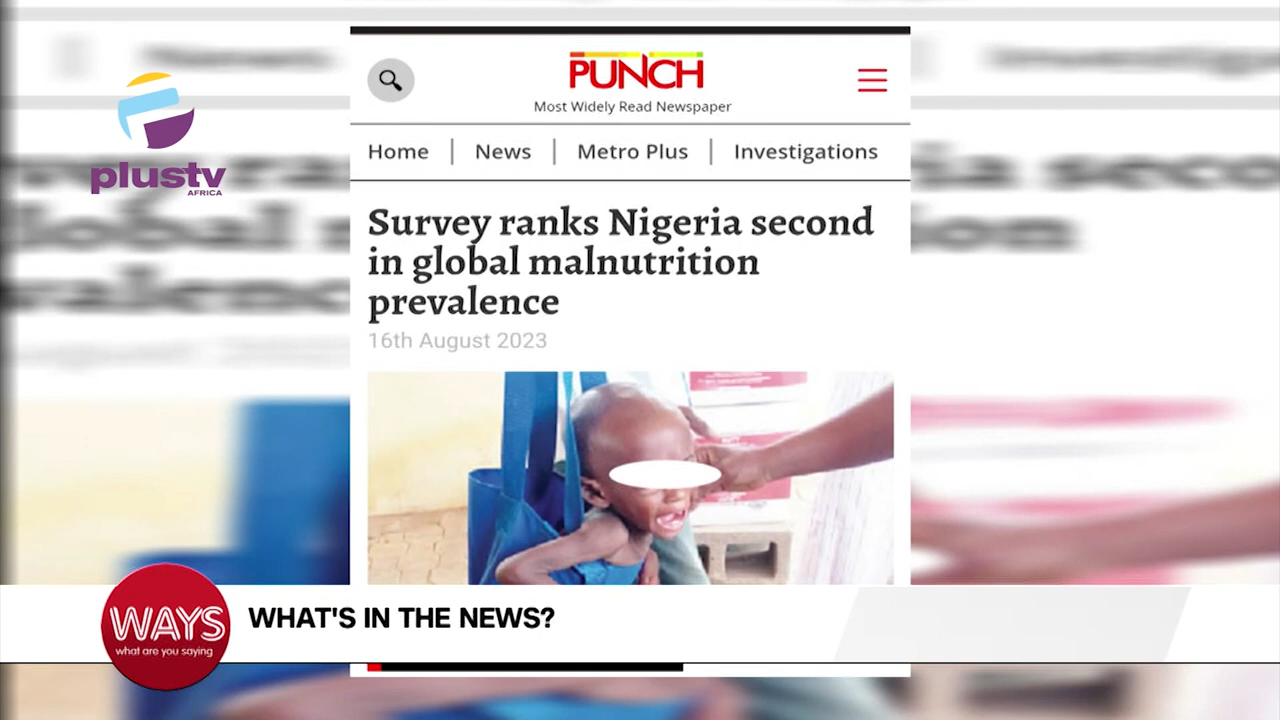 PUNCH
Most Widely Read Newspaper
Home | News | Metro Plus | Investigations
plustv
AFRICA
Survey ranks Nigeria second
in global malnutrition
prevalence
16th August 2023
WAYS
what are you saying
WHAT'S IN THE NEWS?